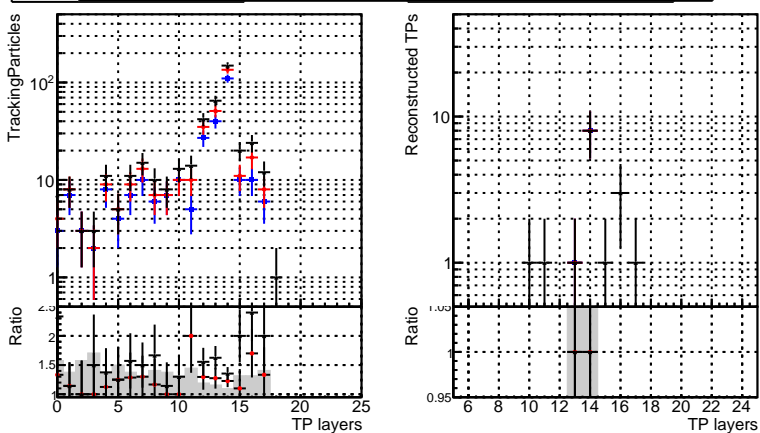 TrackingParticles
10²
10
1
Ratio
2.5
2
1.5
1
0 5 10 15 20 25
TP layers
Reconstructed TPs
10
1
Ratio
1.05
1
0.95
6 8 10 12 14 16 18 20 22 24
TP layers